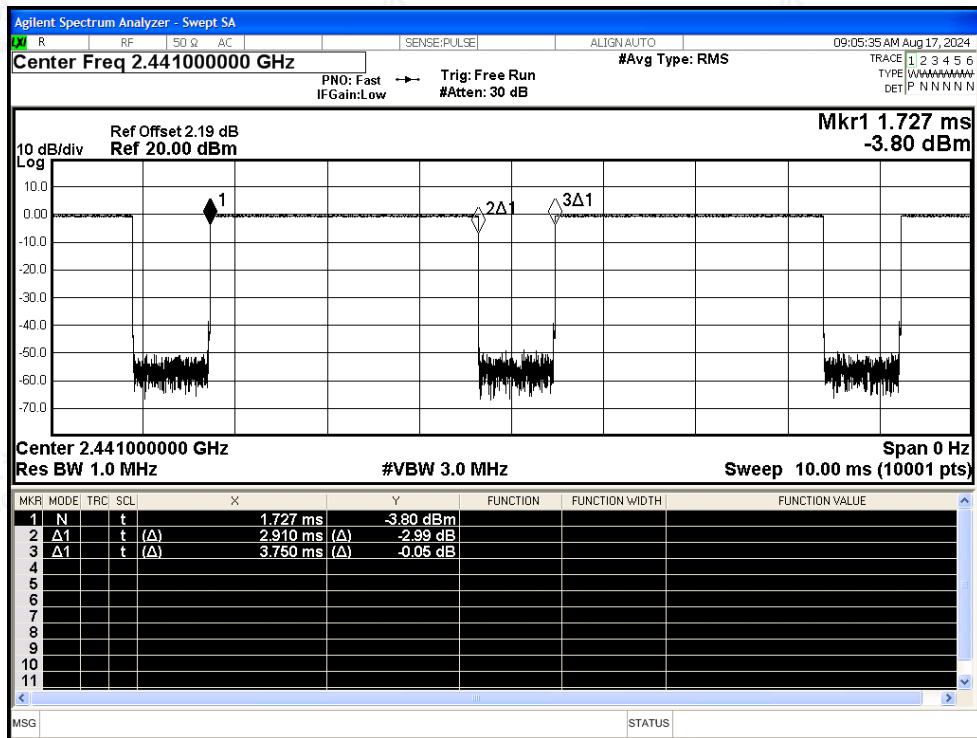 Agilent Spectrum Analyzer - Swept SA
LXI R RF 50 Ω AC SENSE:PULSE ALIGN AUTO 09:05:35 AM Aug 17, 2024
Center Freq 2.441000000 GHz #Avg Type: RMS TRACE 1 2 3 4 5 6
PNO: Fast Trig: Free Run TYPE WWWWWW
IFGain:Low #Atten: 30 dB DET P N N N N N
Mkr1 1.727 ms
-3.80 dBm
Ref Offset 2.19 dB
10 dB/div Ref 20.00 dBm
Log
10.0
0.00
-10.0
-20.0
-30.0
-40.0
-50.0
-60.0
-70.0
1
2Δ1
3Δ1
Center 2.441000000 GHz Span 0 Hz
Res BW 1.0 MHz #VBW 3.0 MHz Sweep 10.00 ms (10001 pts)
MKR MODE TRC SCL X Y FUNCTION FUNCTION WIDTH FUNCTION VALUE
1 N t 1.727 ms -3.80 dBm
2 Δ1 t (Δ) 2.910 ms (Δ) -2.99 dB
3 Δ1 t (Δ) 3.750 ms (Δ) -0.05 dB
4
5
6
7
8
9
10
11
MSG STATUS